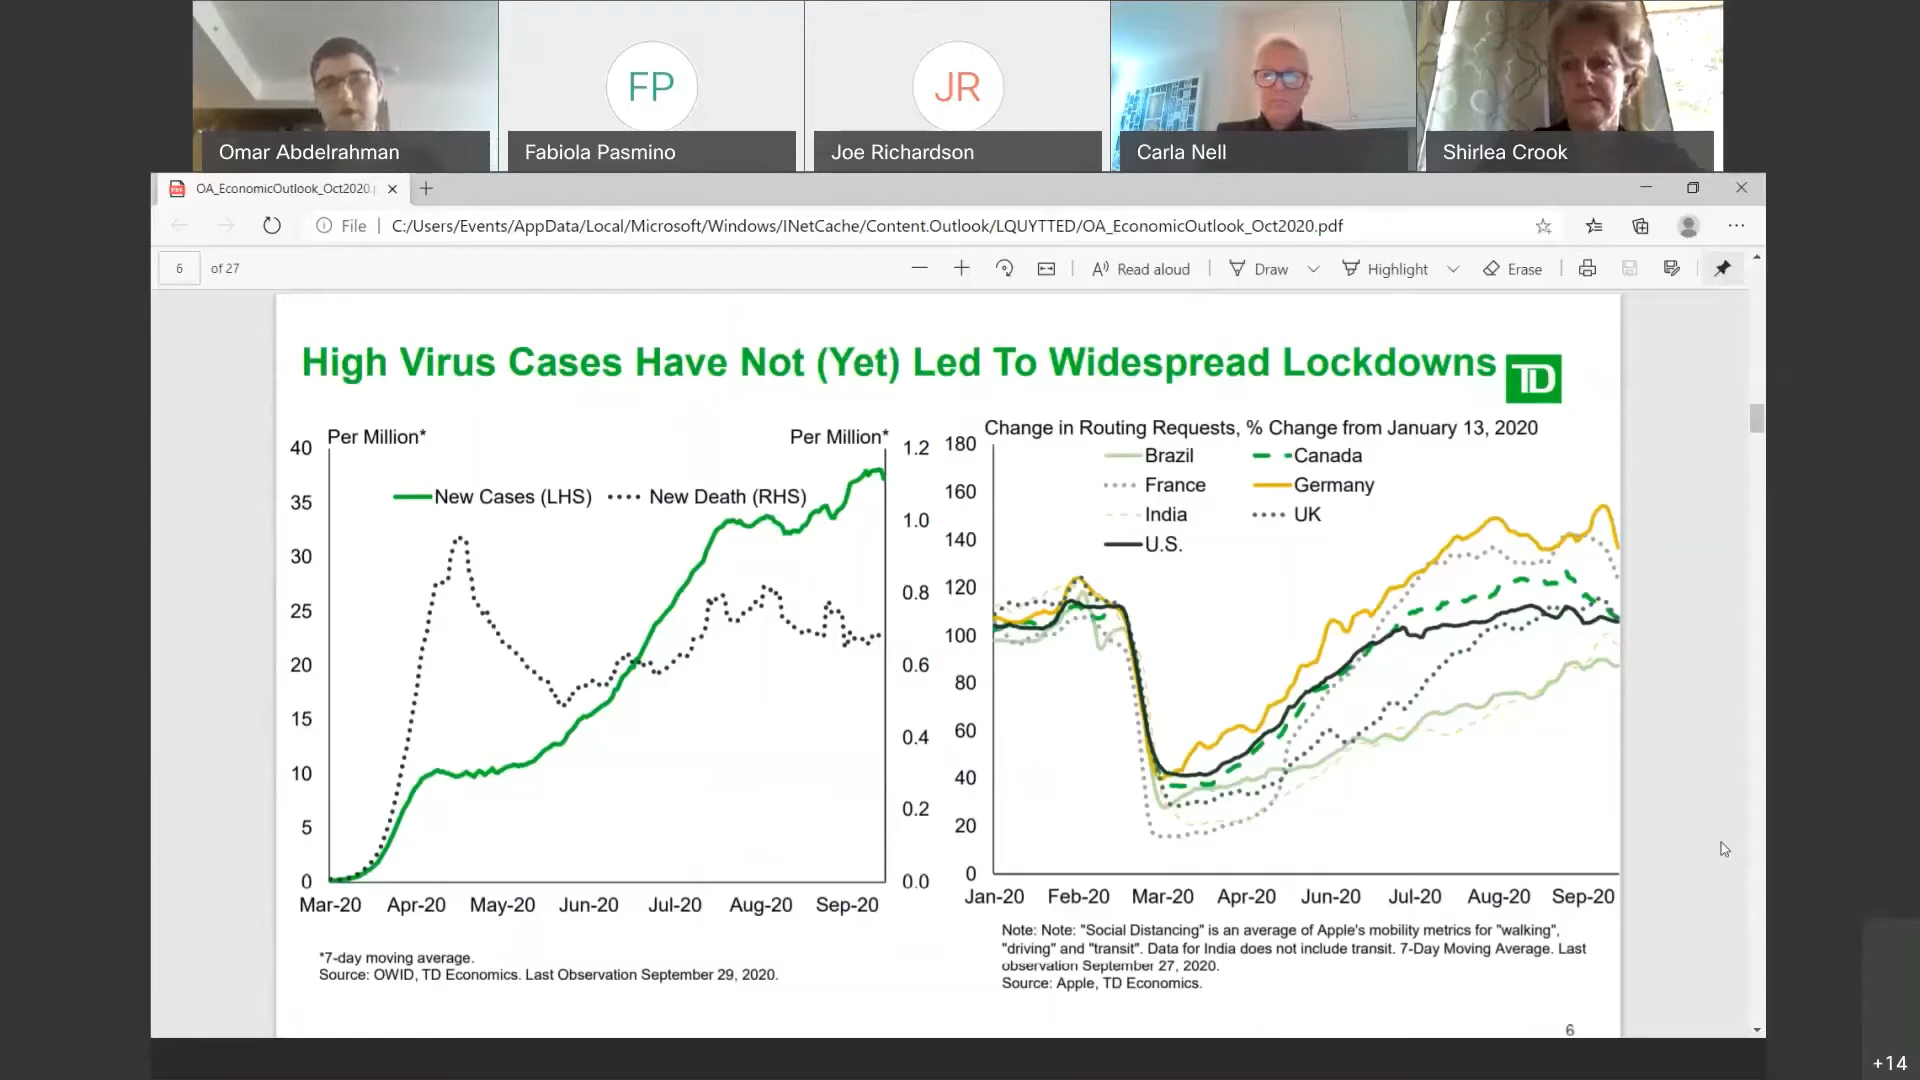 FP
JR
Omar Abdelrahman
Fabiola Pasmino
Joe Richardson
Carla Nell
Shirlea Crook
OA_EconomicOutlook_Oct2020.
File
C:/Users/Events/AppData/Local/Microsoft/Windows/INetCache/Content.Outlook/LQUYTTED/OA_EconomicOutlook_Oct2020.pdf
6 of 27
Read aloud
Draw
Highlight
Erase
High Virus Cases Have Not (Yet) Led To Widespread Lockdowns
TD
Per Million*
Per Million*
New Cases (LHS)
New Death (RHS)
40
35
30
25
20
15
10
5
0
1.2
1.0
0.8
0.6
0.4
0.2
0.0
Mar-20 Apr-20 May-20 Jun-20 Jul-20 Aug-20 Sep-20
*7-day moving average.
Source: OWID, TD Economics. Last Observation September 29, 2020.
Change in Routing Requests, % Change from January 13, 2020
Brazil
Canada
France
Germany
India
UK
U.S.
180
160
140
120
100
80
60
40
20
0
Jan-20 Feb-20 Mar-20 Apr-20 Jun-20 Jul-20 Aug-20 Sep-20
Note: Note: "Social Distancing" is an average of Apple's mobility metrics for "walking",
"driving" and "transit". Data for India does not include transit. 7-Day Moving Average. Last
observation September 27, 2020.
Source: Apple, TD Economics.
6
+14